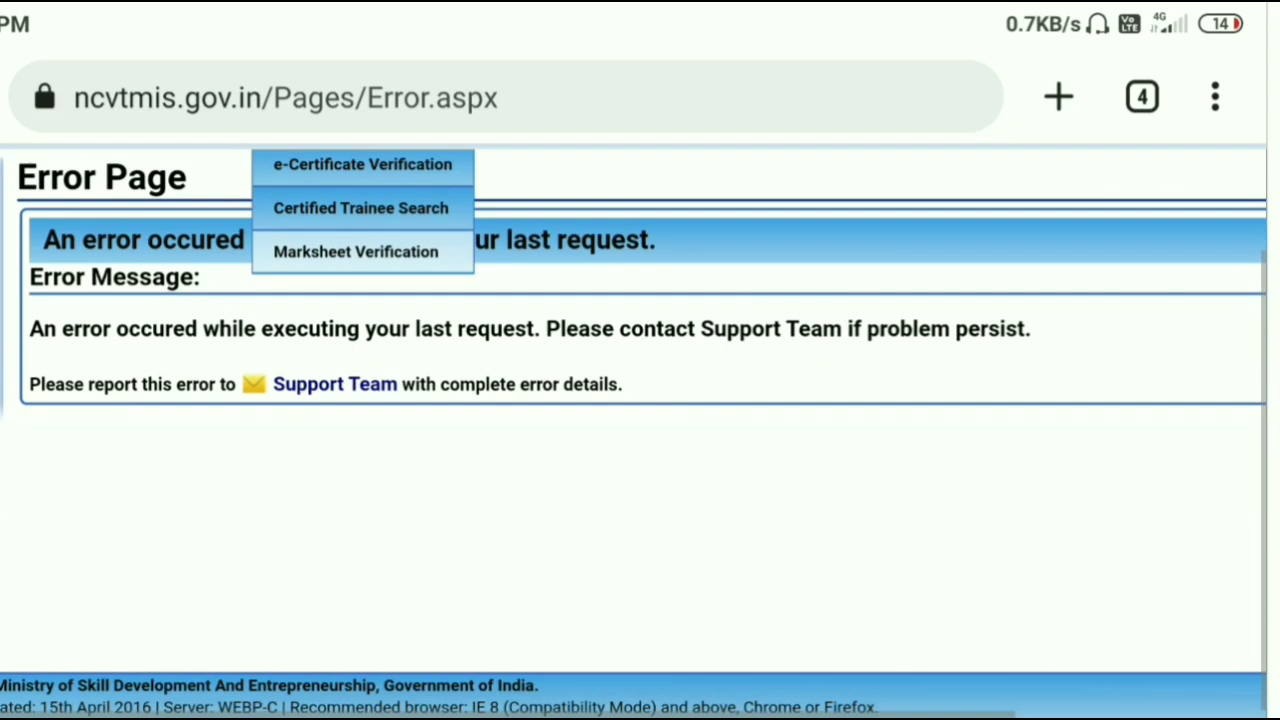 PM 0.7KB/s Vo LTE 4G 14
ncvtmis.gov.in/Pages/Error.aspx 4
e-Certificate Verification
Error Page
Certified Trainee Search
An error occured ur last request.
Marksheet Verification
Error Message:
An error occured while executing your last request. Please contact Support Team if problem persist.
Please report this error to Support Team with complete error details.
Ministry of Skill Development And Entrepreneurship, Government of India.
ated: 15th April 2016 | Server: WEBP-C | Recommended browser: IE 8 (Compatibility Mode) and above, Chrome or Firefox.